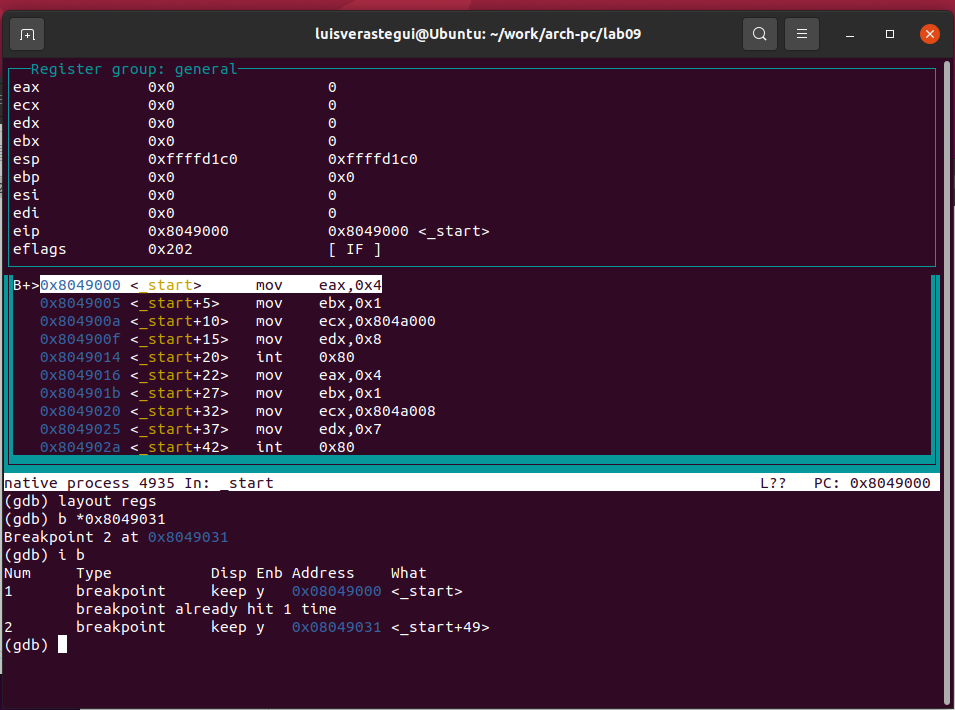 luisverastegui@Ubuntu: ~/work/arch-pc/lab09
Register group: general
eax 0x0 0
ecx 0x0 0
edx 0x0 0
ebx 0x0 0
esp 0xffffd1c0 0xffffd1c0
ebp 0x0 0x0
esi 0x0 0
edi 0x0 0
eip 0x8049000 0x8049000 <_start>
eflags 0x202 [ IF ]
B+>0x8049000 <_start> mov eax,0x4
0x8049005 <_start+5> mov ebx,0x1
0x804900a <_start+10> mov ecx,0x804a000
0x804900f <_start+15> mov edx,0x8
0x8049014 <_start+20> int 0x80
0x8049016 <_start+22> mov eax,0x4
0x804901b <_start+27> mov ebx,0x1
0x8049020 <_start+32> mov ecx,0x804a008
0x8049025 <_start+37> mov edx,0x7
0x804902a <_start+42> int 0x80
native process 4935 In: _start L?? PC: 0x8049000
(gdb) layout regs
(gdb) b *0x8049031
Breakpoint 2 at 0x8049031
(gdb) i b
Num Type Disp Enb Address What
1 breakpoint keep y 0x08049000 <_start>
breakpoint already hit 1 time
2 breakpoint keep y 0x08049031 <_start+49>
(gdb)